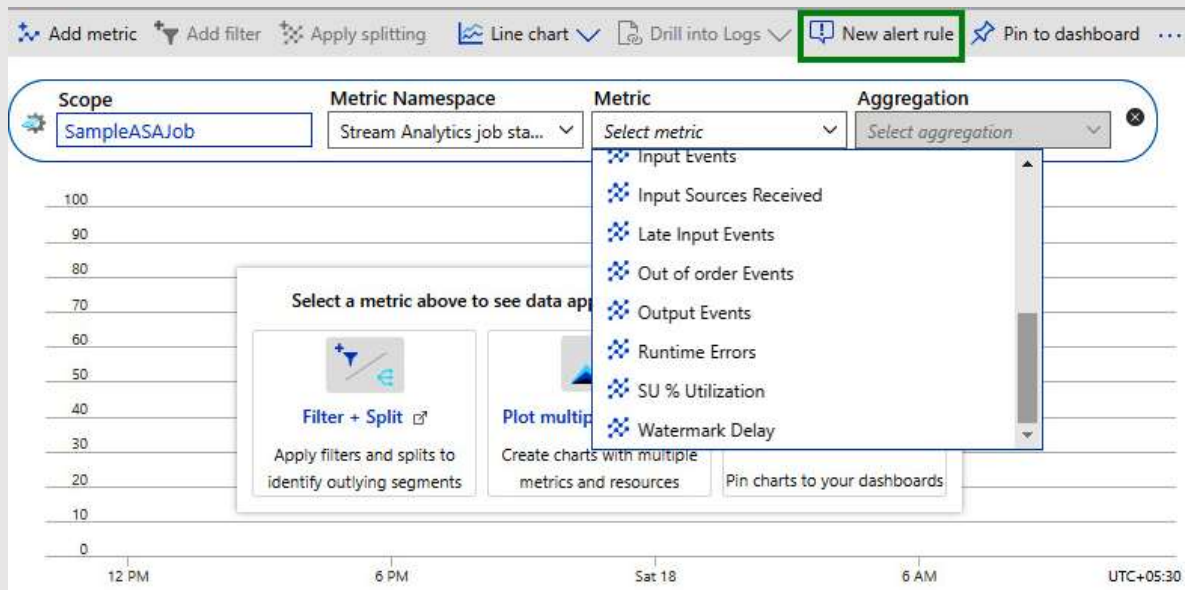 Add metric Add filter Apply splitting Line chart Drill into Logs New alert rule Pin to dashboard ...
Scope Metric Namespace Metric Aggregation
SampleASAJob Stream Analytics job sta... Select metric Select aggregation
Input Events
Input Sources Received
Late Input Events
Out of order Events
Output Events
Runtime Errors
SU % Utilization
Watermark Delay
100
90
80
70
60
50
40
30
20
10
0
Select a metric above to see data app
Filter + Split
Apply filters and splits to
identify outlying segments
Plot multip
Create charts with multiple
metrics and resources
Pin charts to your dashboards
12 PM 6 PM Sat 18 6 AM UTC+05:30